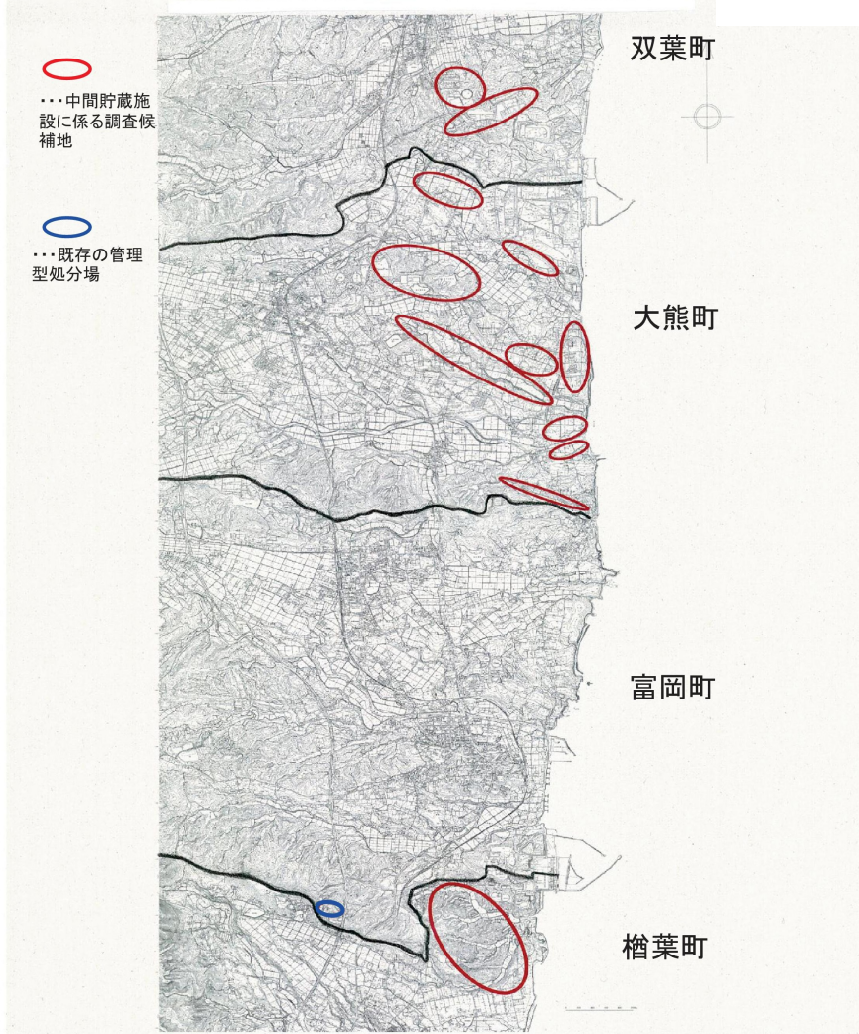 双葉町
･･･中間貯蔵施
設に係る調査候
補地
･･･既存の管理
型処分場
大熊町
富岡町
楢葉町